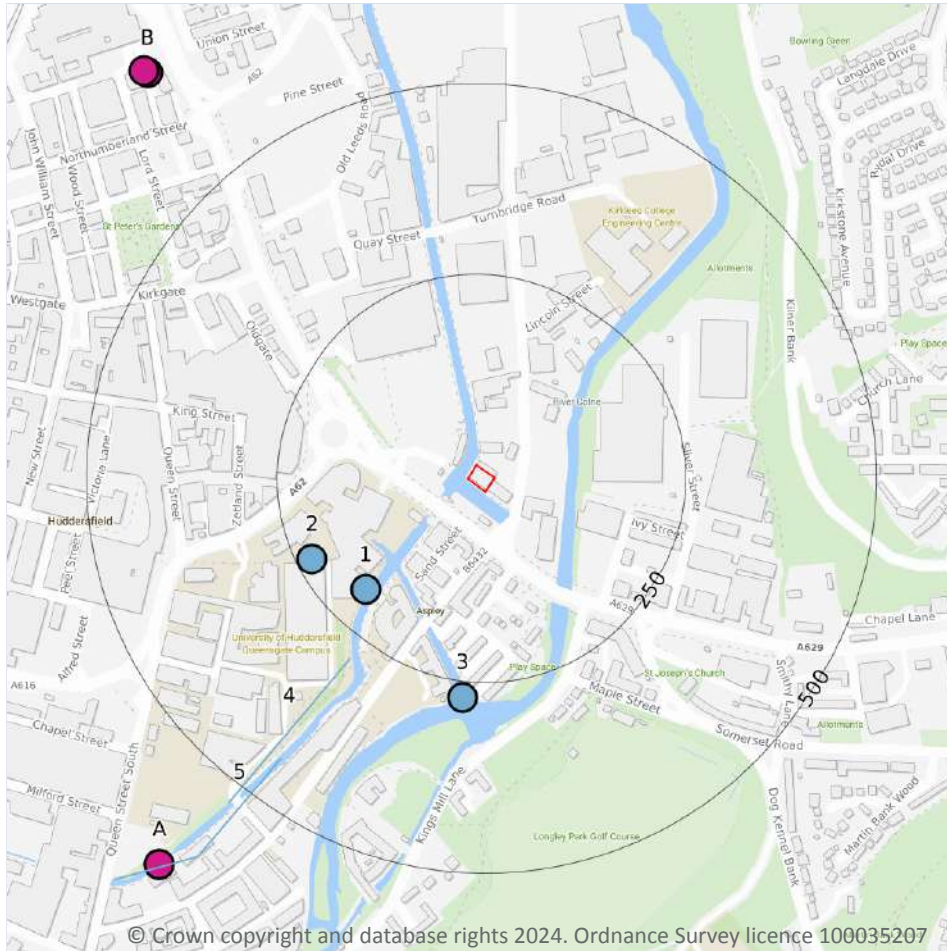 B
Union Street
A62
Bowling Green
Langdale Drive
Pine Street
Old Leeds Road
Rydal Drive
John William Street
Northumberland Street
Wood Street
Lord Street
Kirkstone Avenue
Tumbridge Road
Kirklees College
Engineering Centre
St Peter's Gardens
Quay Street
Allotments
Westgate
Kirkgate
Kilner Bank
Lincoln Street
Oldgate
Play Space
Church Lane
River Colne
King Street
New Street
Victoria Lane
Queen Street
Zetland Street
Silver Street
A62
Huddersfield
2
1
Sand Street
B6432
Ivy Street
Peel Street
250
A629
Aspley
Chapel Lane
University of Huddersfield
Queensgate Campus
Alfred Street
A629
Play Space
3
St Joseph's Church
Smithy Lane
500
A616
4
Maple Street
Chapel Street
Somerset Road
Allotments
5
Queen Street South
Milford Street
Kings Mill Lane
Dog Kennel Bank
Martin Bank Wood
A
Longley Park Golf Course
© Crown copyright and database rights 2024. Ordnance Survey licence 100035207